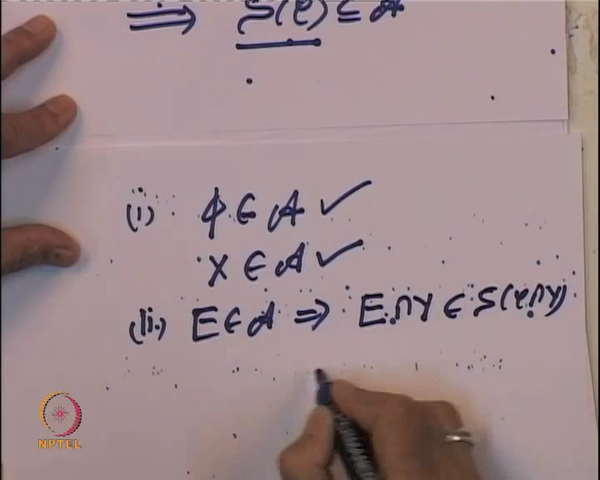 ⟹ S(C) ⊆ A
(i) φ ∈ A ✓
X ∈ A ✓
(ii) E ∈ A ⇒ E∩Y ∈ S(C∩Y)
NPTEL